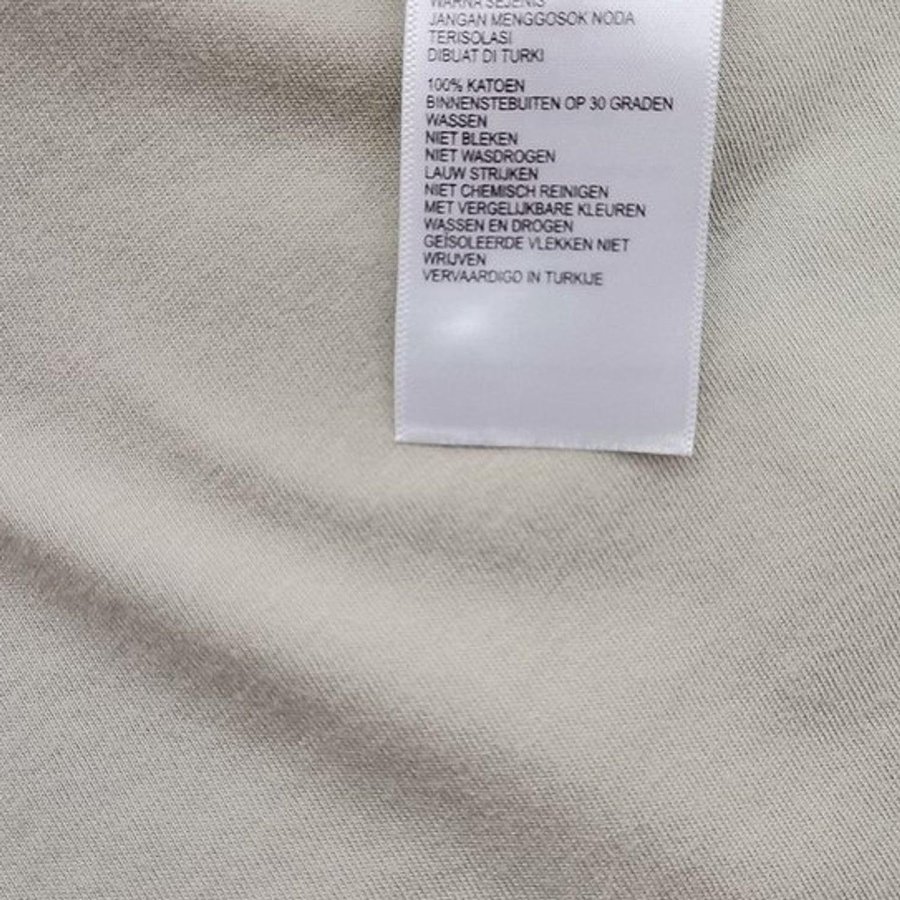 WARNA SEJENIS
JANGAN MENGGOSOK NODA
TERISOLASI
DIBUAT DI TURKI
100% KATOEN
BINNENSTEBUITEN OP 30 GRADEN
WASSEN
NIET BLEKEN
NIET WASDROGEN
LAUW STRIJKEN
NIET CHEMISCH REINIGEN
MET VERGELIJKBARE KLEUREN
WASSEN EN DROGEN
GEÏSOLEERDE VLEKKEN NIET
WRIJVEN
VERVAARDIGD IN TURKIJE